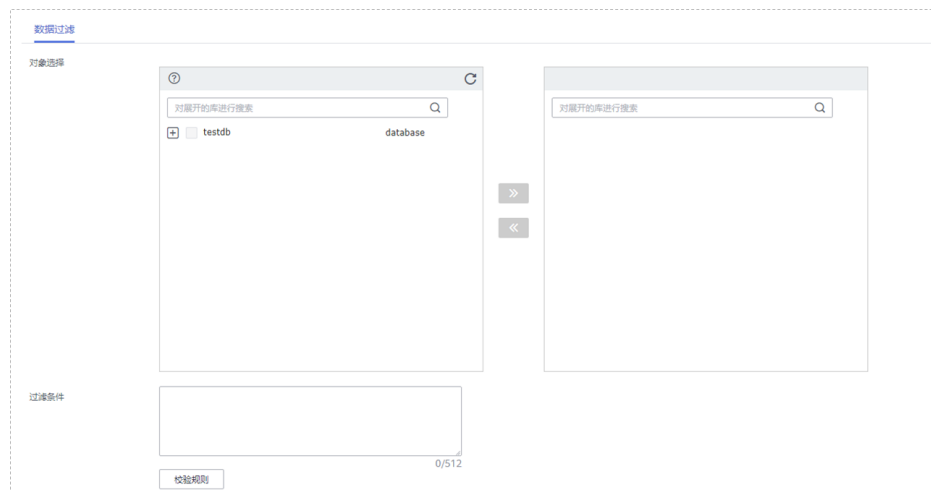 数据过滤
对象选择
对展开的库进行搜索
对展开的库进行搜索
testdb database
过滤条件
0/512
校验规则